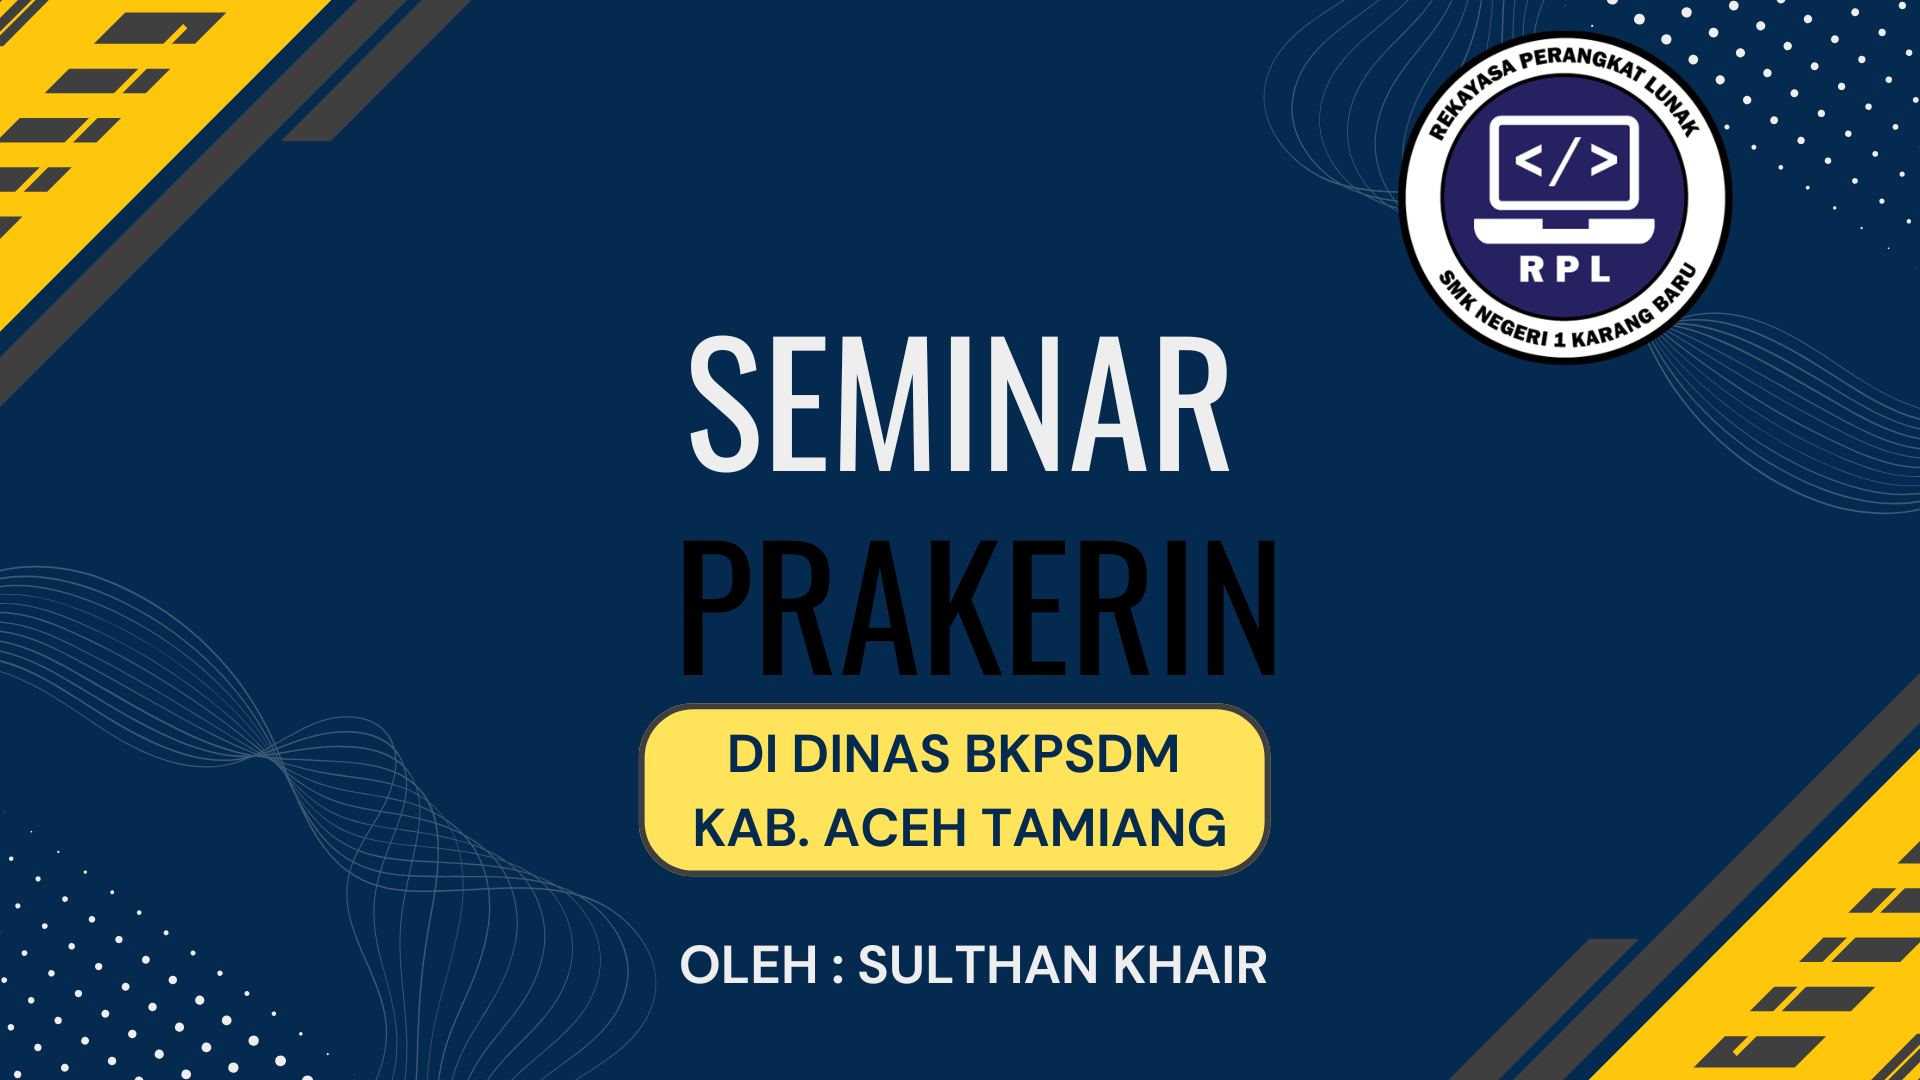 REKAYASA PERANGKAT LUNAK
</>
RPL
SMK NEGERI 1 KARANG BARU
SEMINAR
PRAKERIN
DI DINAS BKPSDM
KAB. ACEH TAMIANG
OLEH : SULTHAN KHAIR